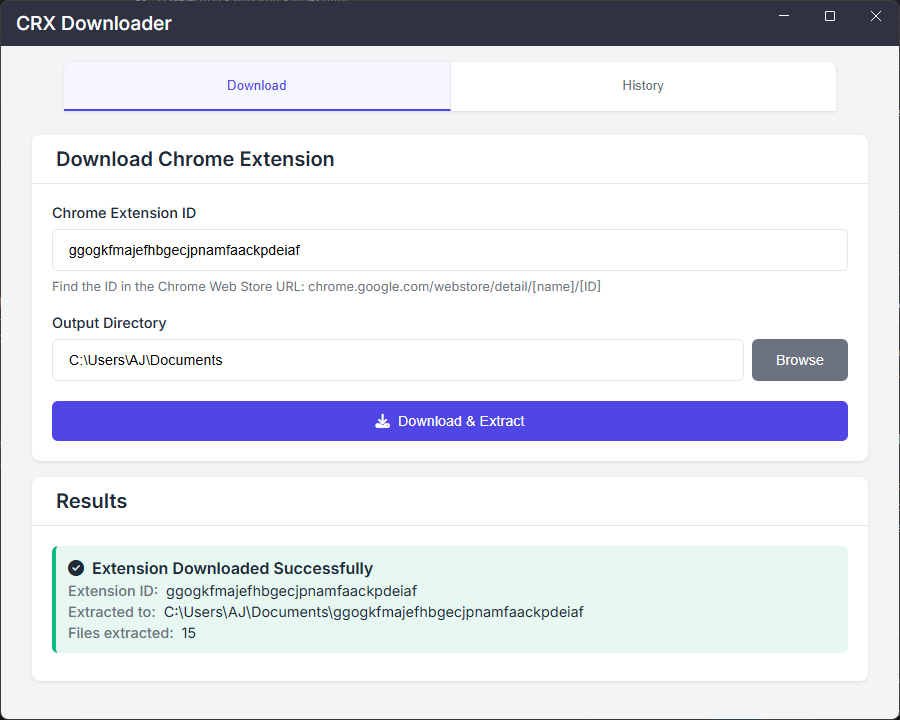 CRX Downloader
Download
History
Download Chrome Extension
Chrome Extension ID
ggogkfmajefhbgecjpnamfaackpdeiaf
Find the ID in the Chrome Web Store URL: chrome.google.com/webstore/detail/[name]/[ID]
Output Directory
C:\Users\AJ\Documents
Browse
Download & Extract
Results
Extension Downloaded Successfully
Extension ID: ggogkfmajefhbgecjpnamfaackpdeiaf
Extracted to: C:\Users\AJ\Documents\ggogkfmajefhbgecjpnamfaackpdeiaf
Files extracted: 15